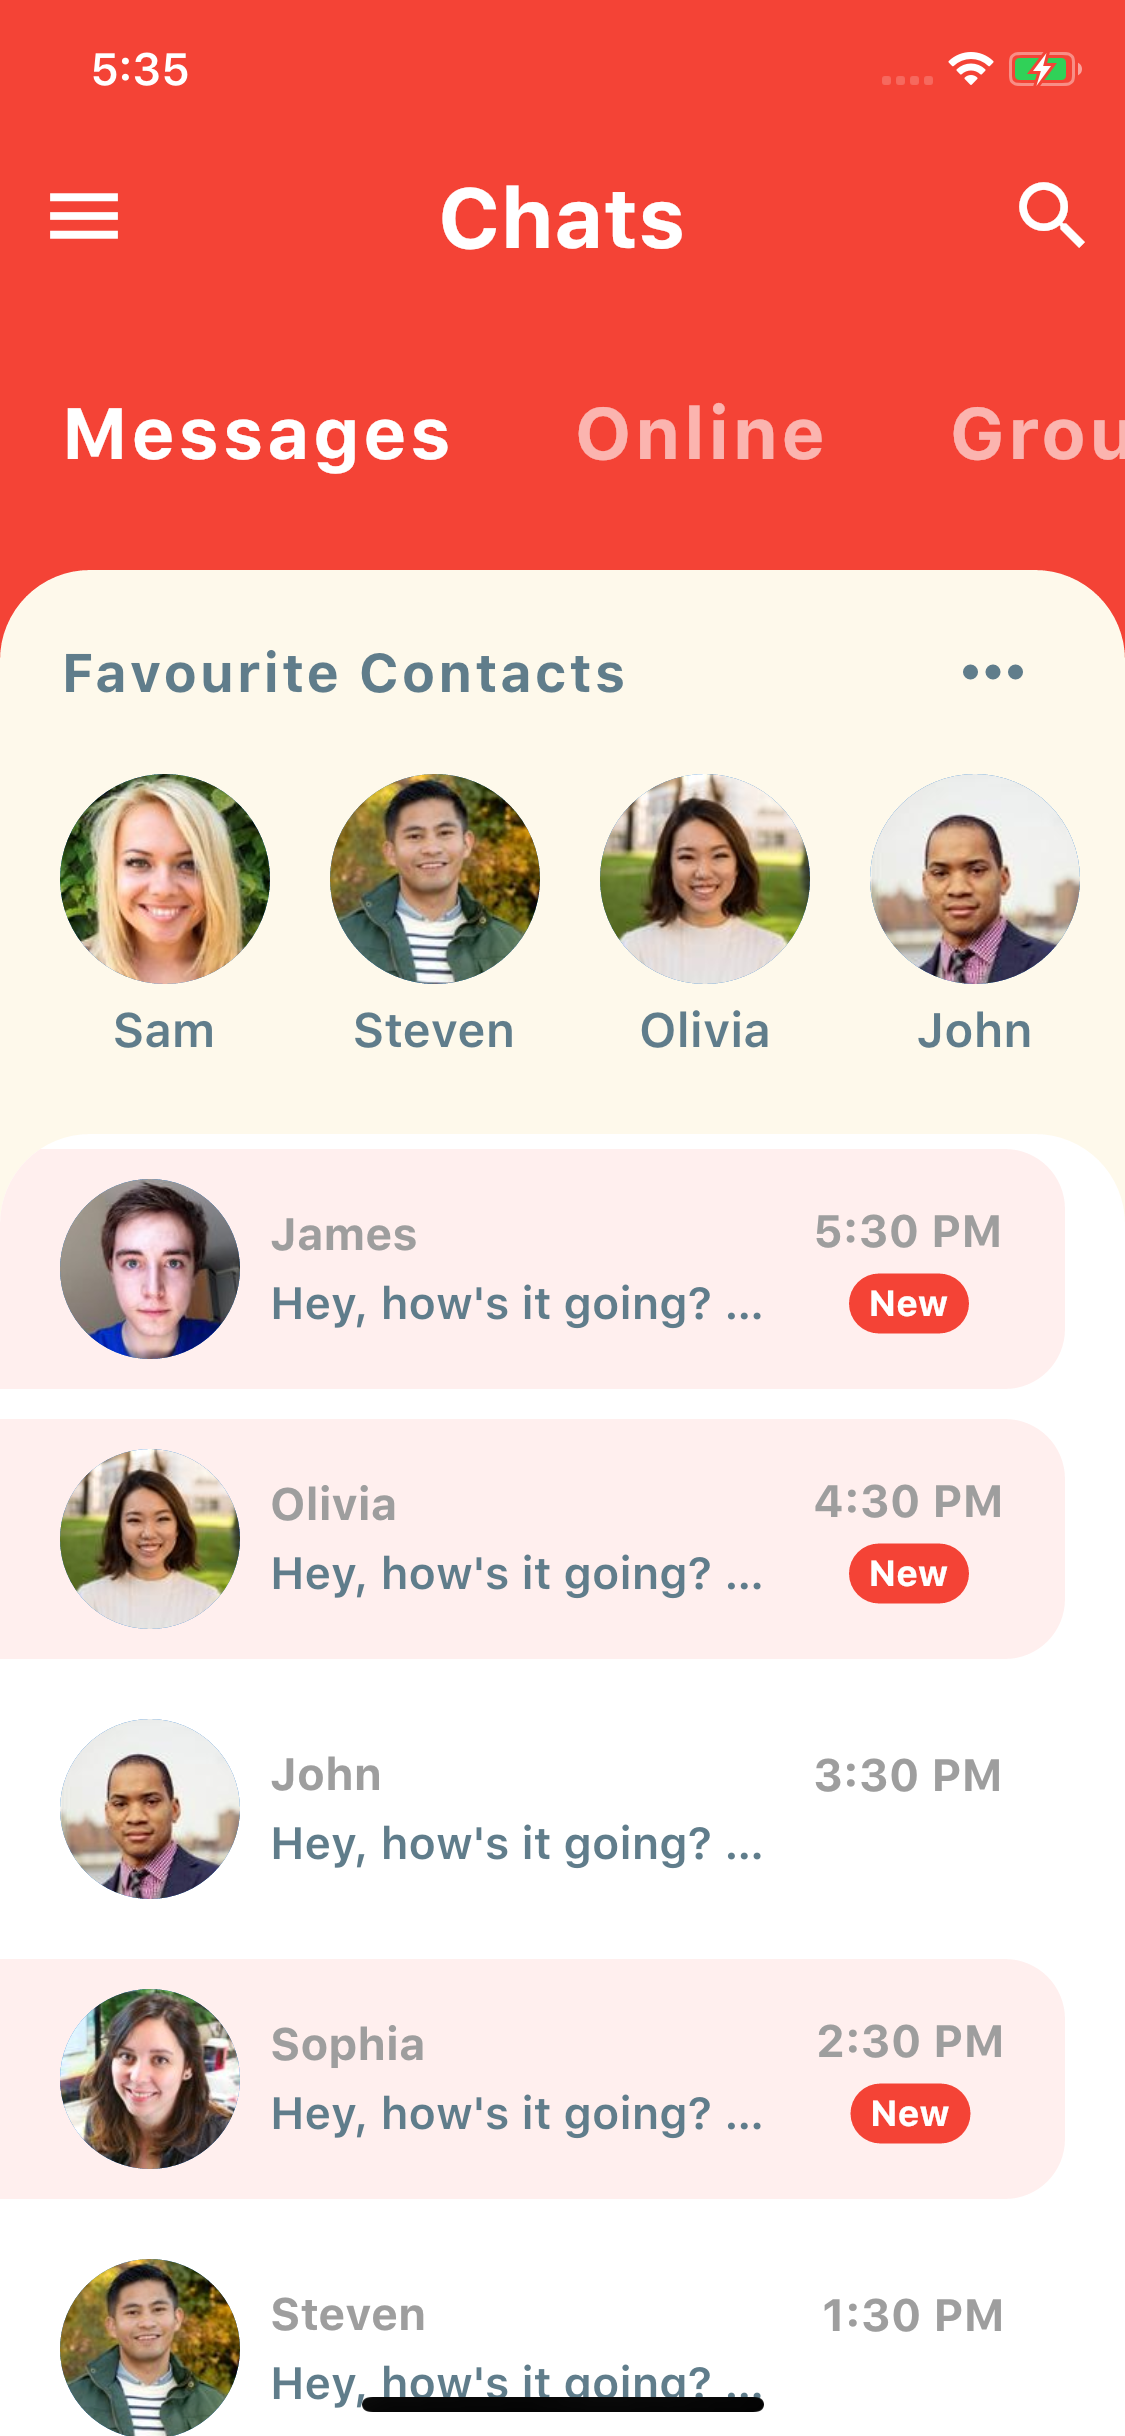 5:35
Chats
Messages Online Grou
Favourite Contacts
Sam Steven Olivia John
James 5:30 PM
Hey, how's it going? ... New
Olivia 4:30 PM
Hey, how's it going? ... New
John 3:30 PM
Hey, how's it going? ...
Sophia 2:30 PM
Hey, how's it going? ... New
Steven 1:30 PM
Hey, how's it going? ...